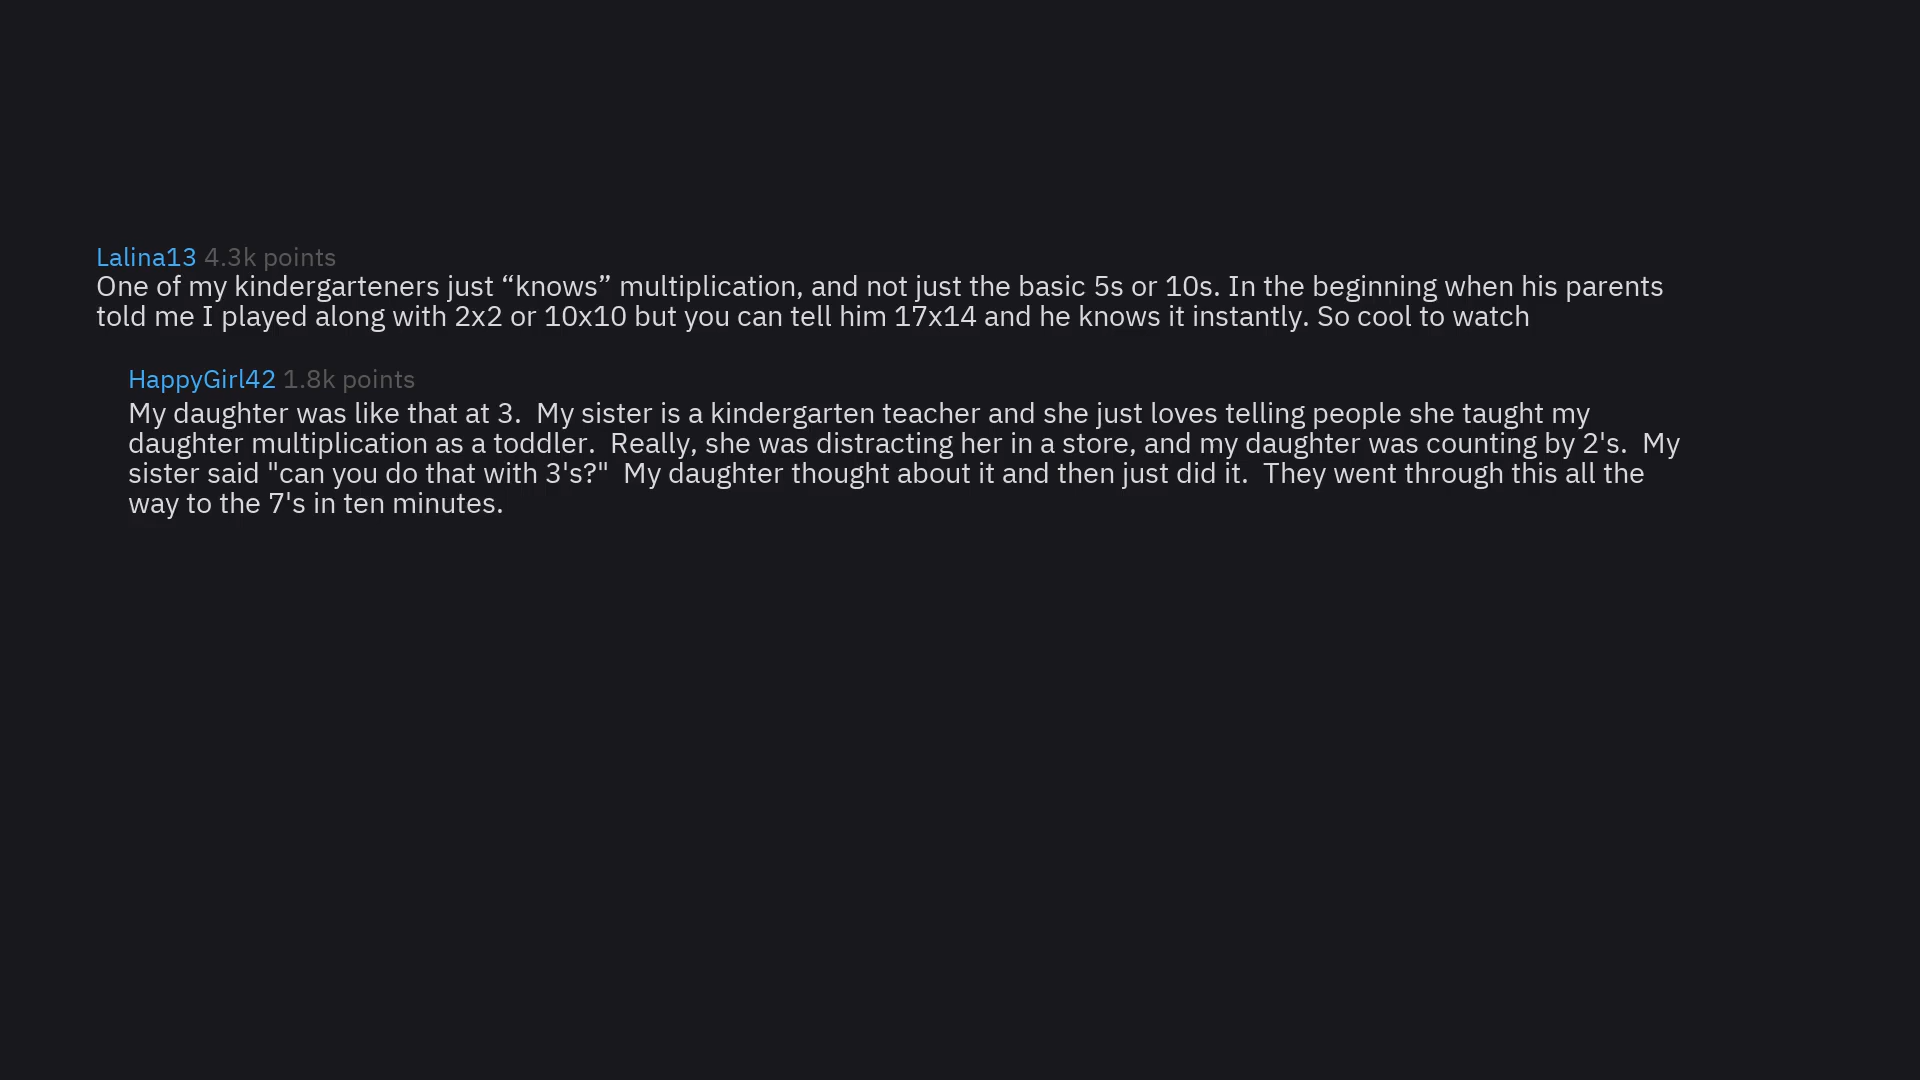 Lalina13 4.3k points
One of my kindergarteners just “knows” multiplication, and not just the basic 5s or 10s. In the beginning when his parents
told me I played along with 2x2 or 10x10 but you can tell him 17x14 and he knows it instantly. So cool to watch
HappyGirl42 1.8k points
My daughter was like that at 3.  My sister is a kindergarten teacher and she just loves telling people she taught my
daughter multiplication as a toddler.  Really, she was distracting her in a store, and my daughter was counting by 2's.  My
sister said "can you do that with 3's?"  My daughter thought about it and then just did it.  They went through this all the
way to the 7's in ten minutes.